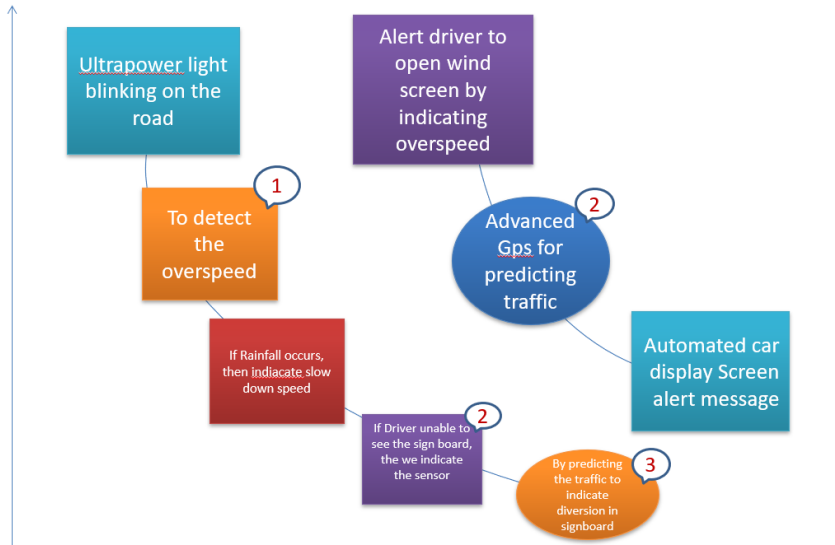 Ultrapower light
blinking on the
road
Alert driver to
open wind
screen by
indicating
overspeed
1
To detect
the
overspeed
2
Advanced
Gps for
predicting
traffic
If Rainfall occurs,
then indiacate slow
down speed
Automated car
display Screen
alert message
2
If Driver unable to
see the sign board,
the we indicate
the sensor
3
By predicting
the traffic to
indicate
diversion in
signboard